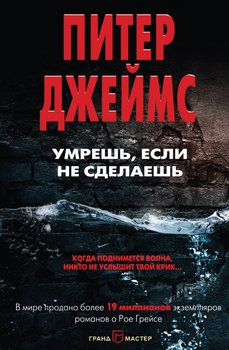 ПИТЕР
ДЖЕЙМС
УМРЕШЬ, ЕСЛИ
НЕ СДЕЛАЕШЬ
КОГДА ПОДНИМЕТСЯ ВОЛНА,
НИКТО НЕ УСЛЫШИТ ТВОЙ КРИК...
В мире продано более 19 миллионов экземпляров
романов о Рое Грейсе
ГРАНД МАСТЕР